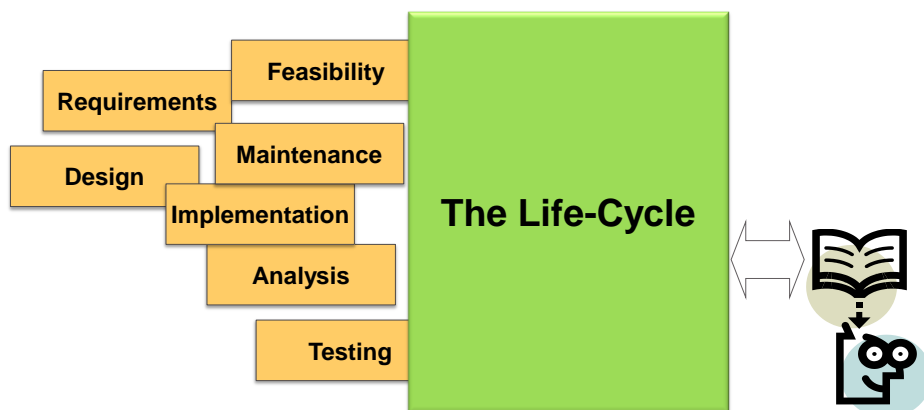 Feasibility
Requirements
Maintenance
Design
Implementation
The Life-Cycle
Analysis
Testing